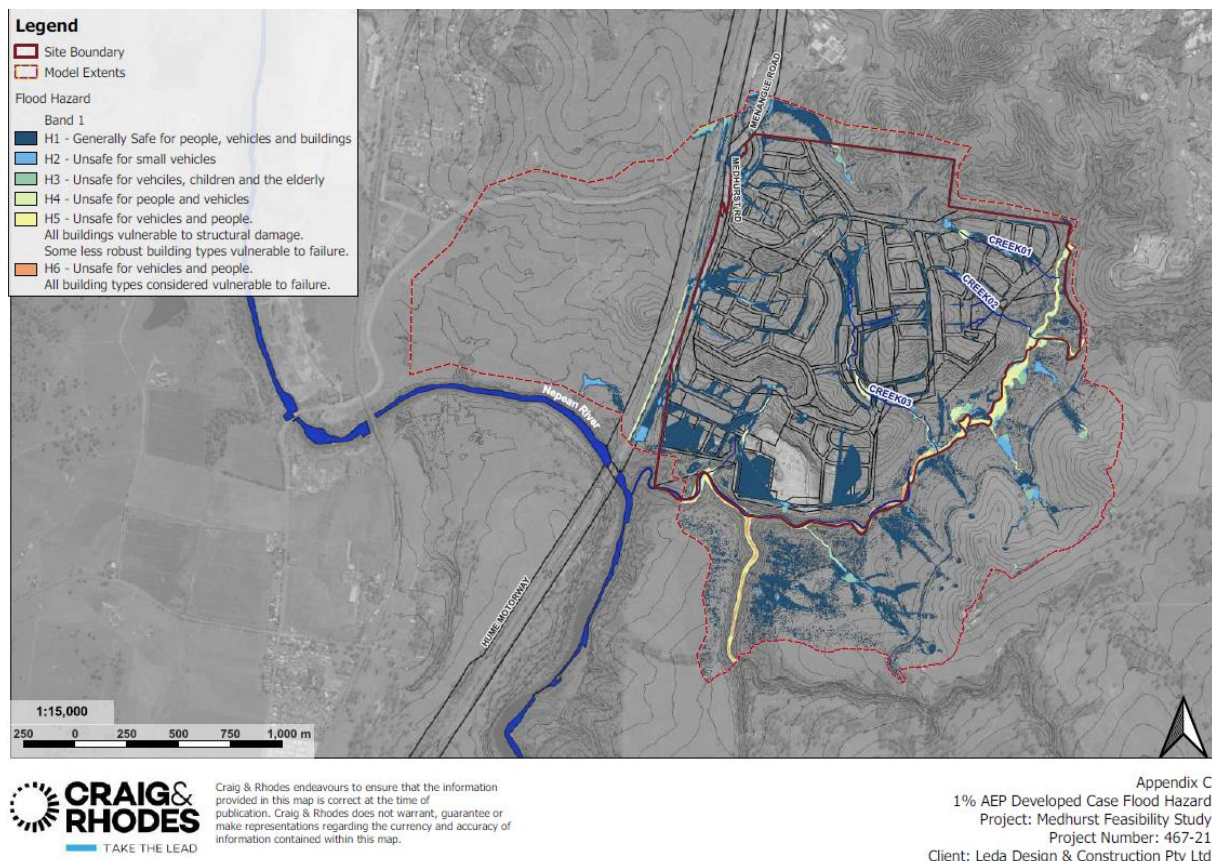 Legend
Site Boundary
Model Extents
Flood Hazard
Band 1
H1 - Generally Safe for people, vehicles and buildings
H2 - Unsafe for small vehicles
H3 - Unsafe for vehciles, children and the elderly
H4 - Unsafe for people and vehicles
H5 - Unsafe for vehicles and people.
All buildings vulnerable to structural damage.
Some less robust building types vulnerable to failure.
H6 - Unsafe for vehicles and people.
All building types considered vulnerable to failure.
MENANGLE ROAD
MEDHURST RD
CREEK01
CREEK02
CREEK03
Nepean River
HUME MOTORWAY
1:15,000
250 0 250 500 750 1,000 m
CRAIG&
RHODES
TAKE THE LEAD
Craig & Rhodes endeavours to ensure that the information
provided in this map is correct at the time of
publication. Craig & Rhodes does not warrant, guarantee or
make representations regarding the currency and accuracy of
information contained within this map.
Appendix C
1% AEP Developed Case Flood Hazard
Project: Medhurst Feasibility Study
Project Number: 467-21
Client: Leda Design & Construction Pty Ltd